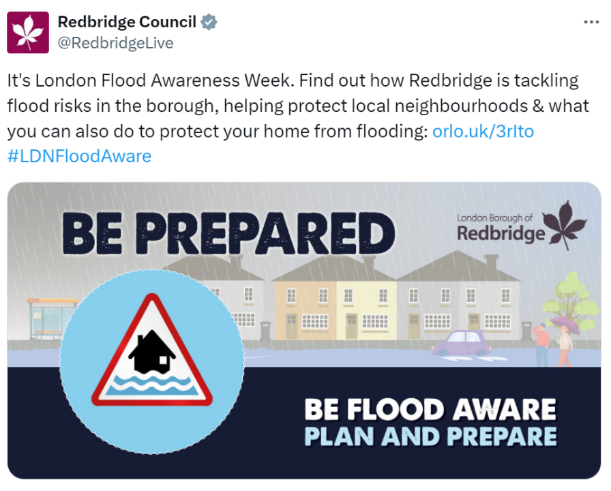 Redbridge Council
@RedbridgeLive
It's London Flood Awareness Week. Find out how Redbridge is tackling
flood risks in the borough, helping protect local neighbourhoods & what
you can also do to protect your home from flooding: orlo.uk/3rIto
#LDNFloodAware
BE PREPARED
London Borough of
Redbridge
BE FLOOD AWARE
PLAN AND PREPARE